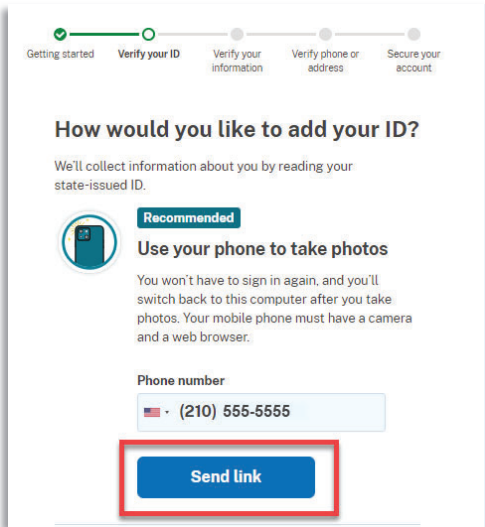 Getting started
Verify your ID
Verify your
information
Verify phone or
address
Secure your
account
How would you like to add your ID?
We'll collect information about you by reading your
state-issued ID.
Recommended
Use your phone to take photos
You won't have to sign in again, and you'll
switch back to this computer after you take
photos. Your mobile phone must have a camera
and a web browser.
Phone number
(210) 555-5555
Send link